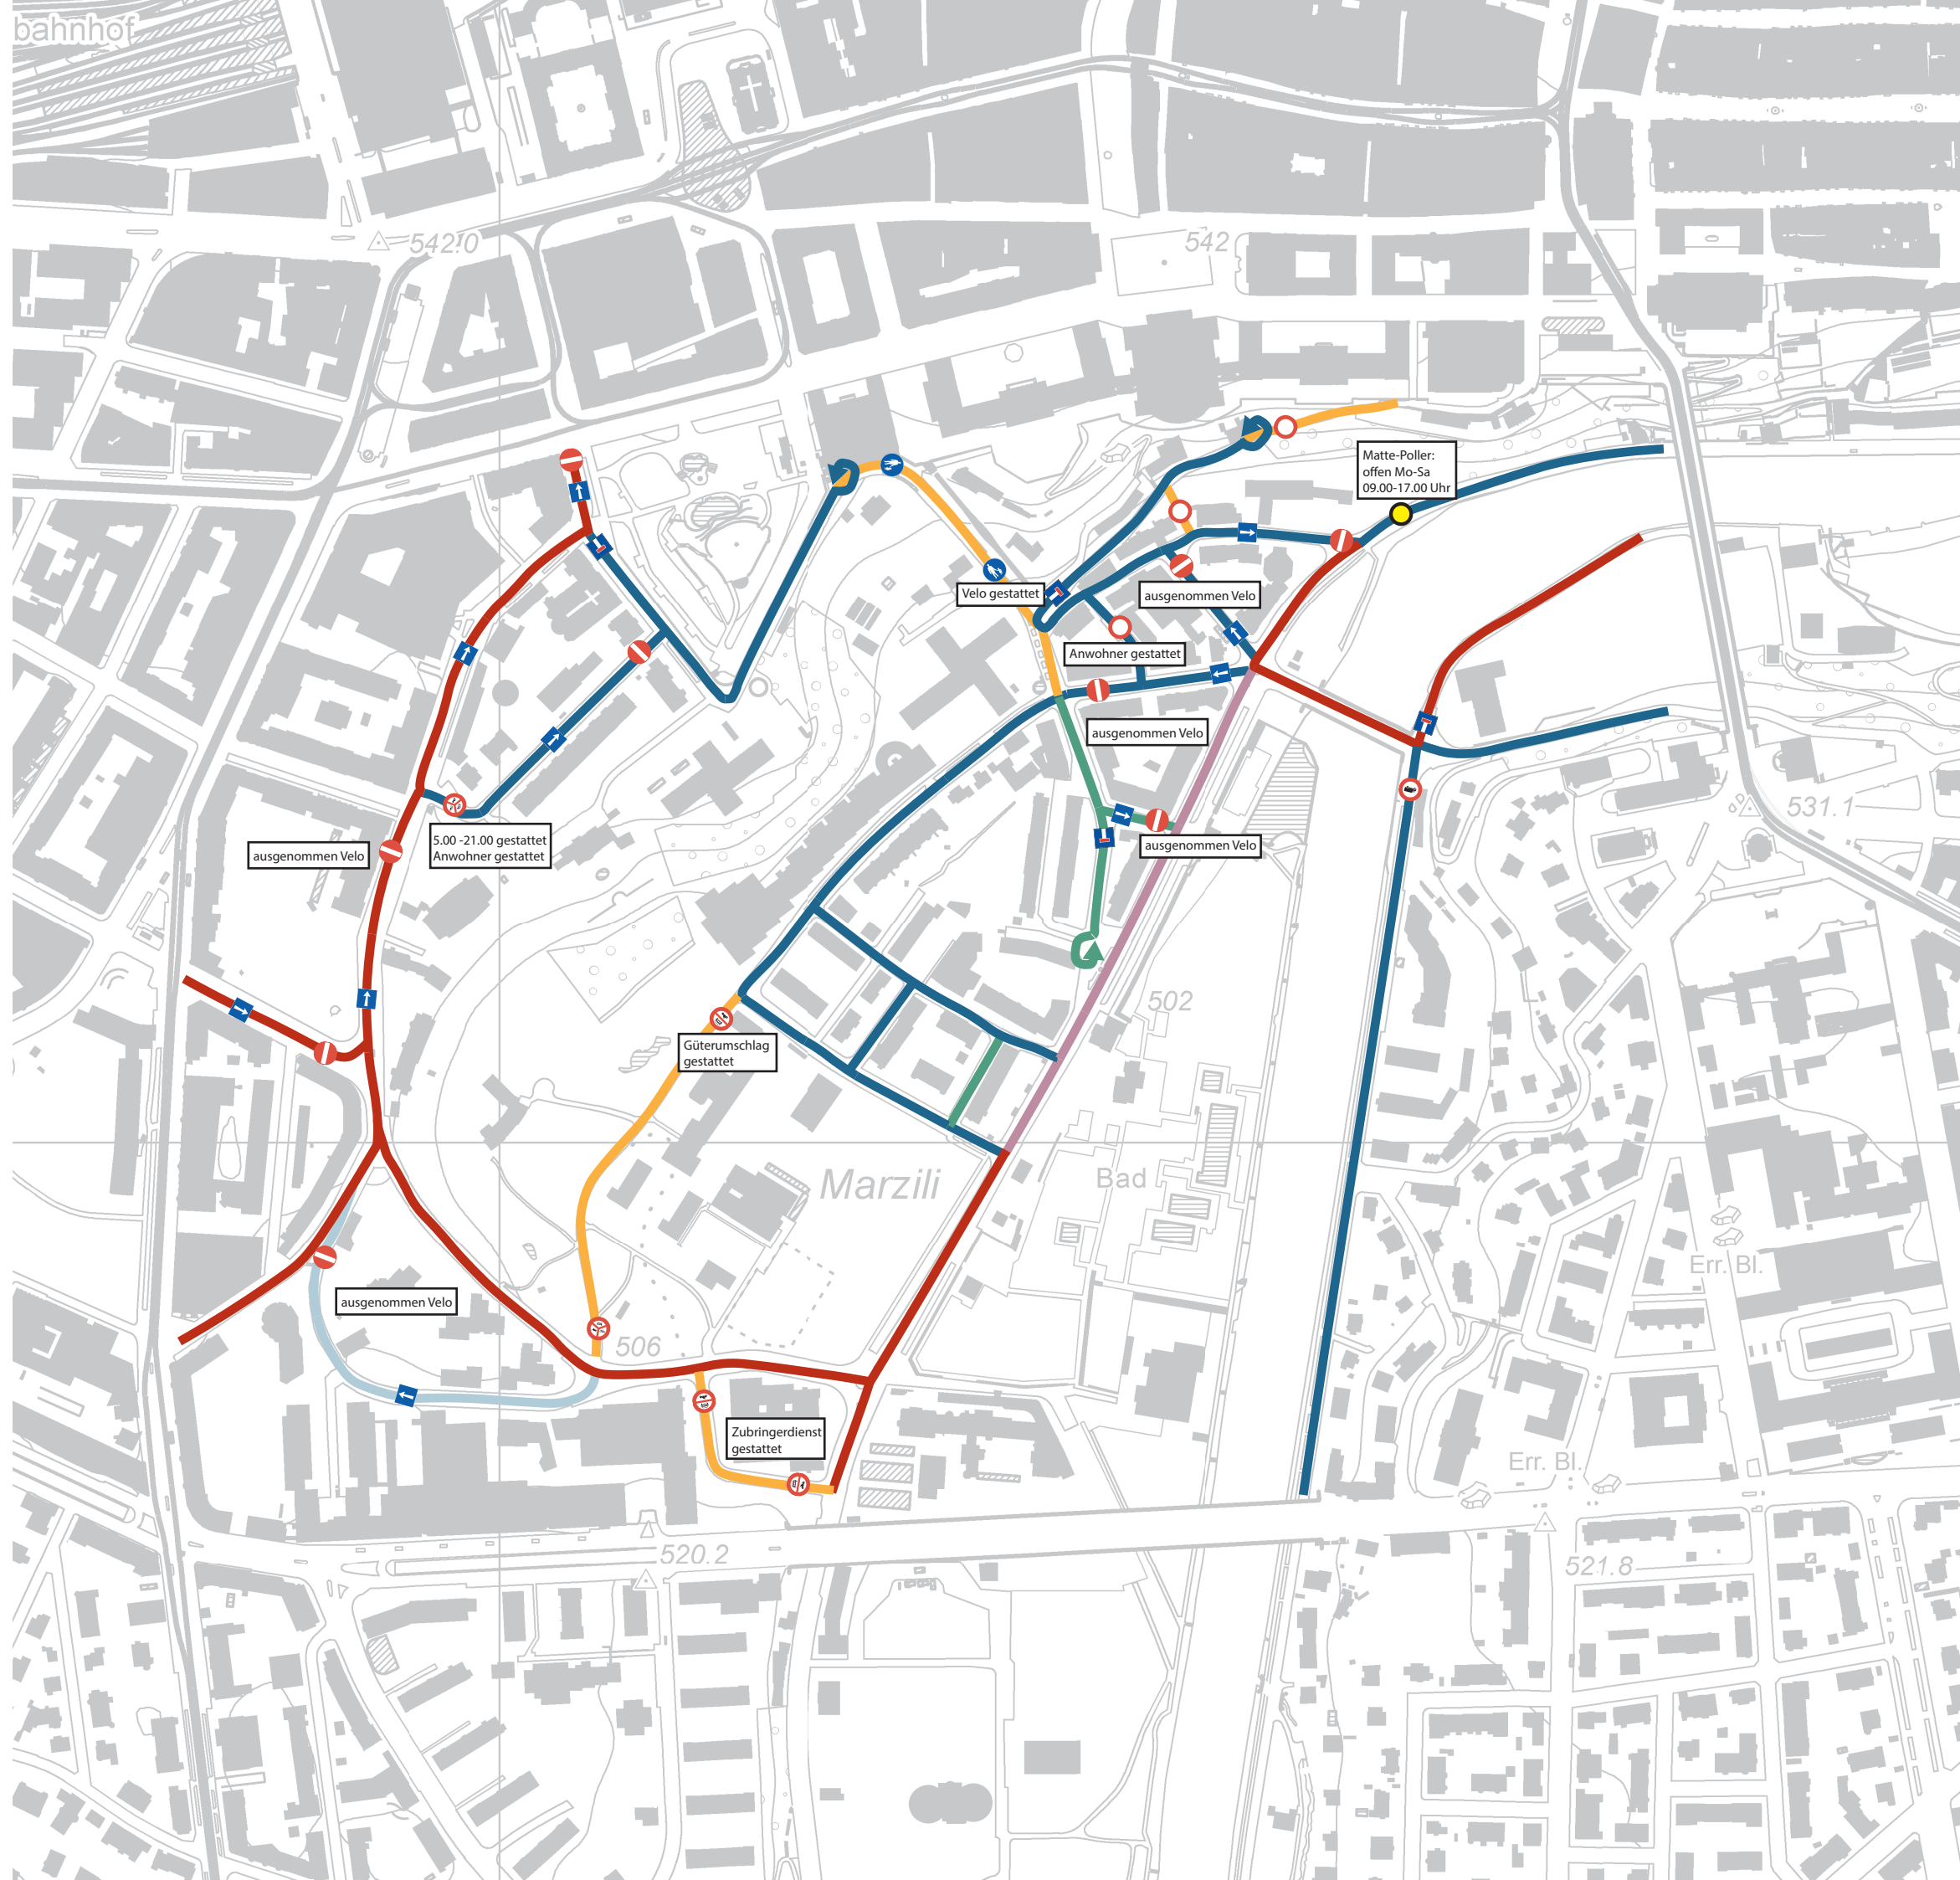 bahnhof
542.0
542
Matte-Poller:
offen Mo-Sa
09.00-17.00 Uhr
Velo gestattet
ausgenommen Velo
Anwohner gestattet
ausgenommen Velo
531.1
5.00 -21.00 gestattet
Anwohner gestattet
ausgenommen Velo
ausgenommen Velo
502
Güterumschlag
gestattet
Marzili
Bad
Err. Bl.
ausgenommen Velo
506
Zubringerdienst
gestattet
Err. Bl.
520.2
521.8